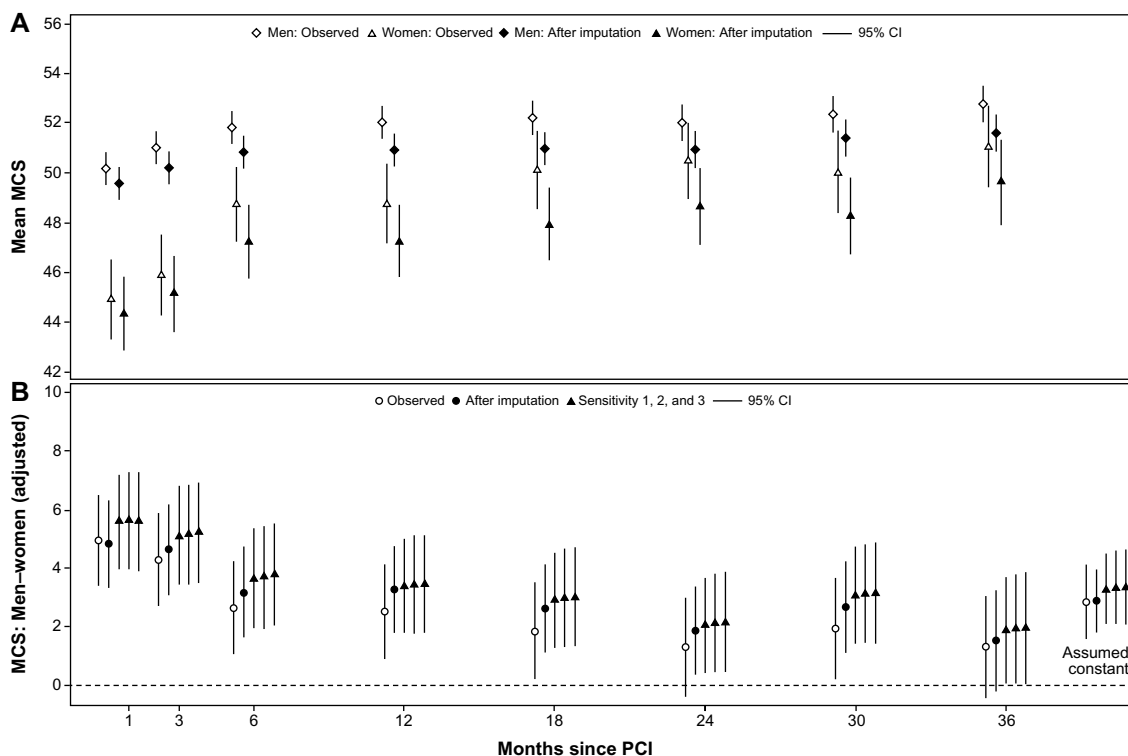 A
56
54
52
50
48
46
44
42
Mean MCS
Men: Observed Women: Observed Men: After imputation Women: After imputation 95% CI
B
10
8
6
4
2
0
MCS: Men–women (adjusted)
Observed After imputation Sensitivity 1, 2, and 3 95% CI
Assumed
constant
1 3 6 12 18 24 30 36
Months since PCI